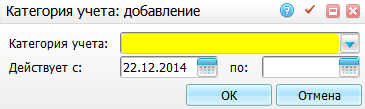 Категория учета: добавление
Категория учета:
Действует с: 22.12.2014 по:
ОК Отмена